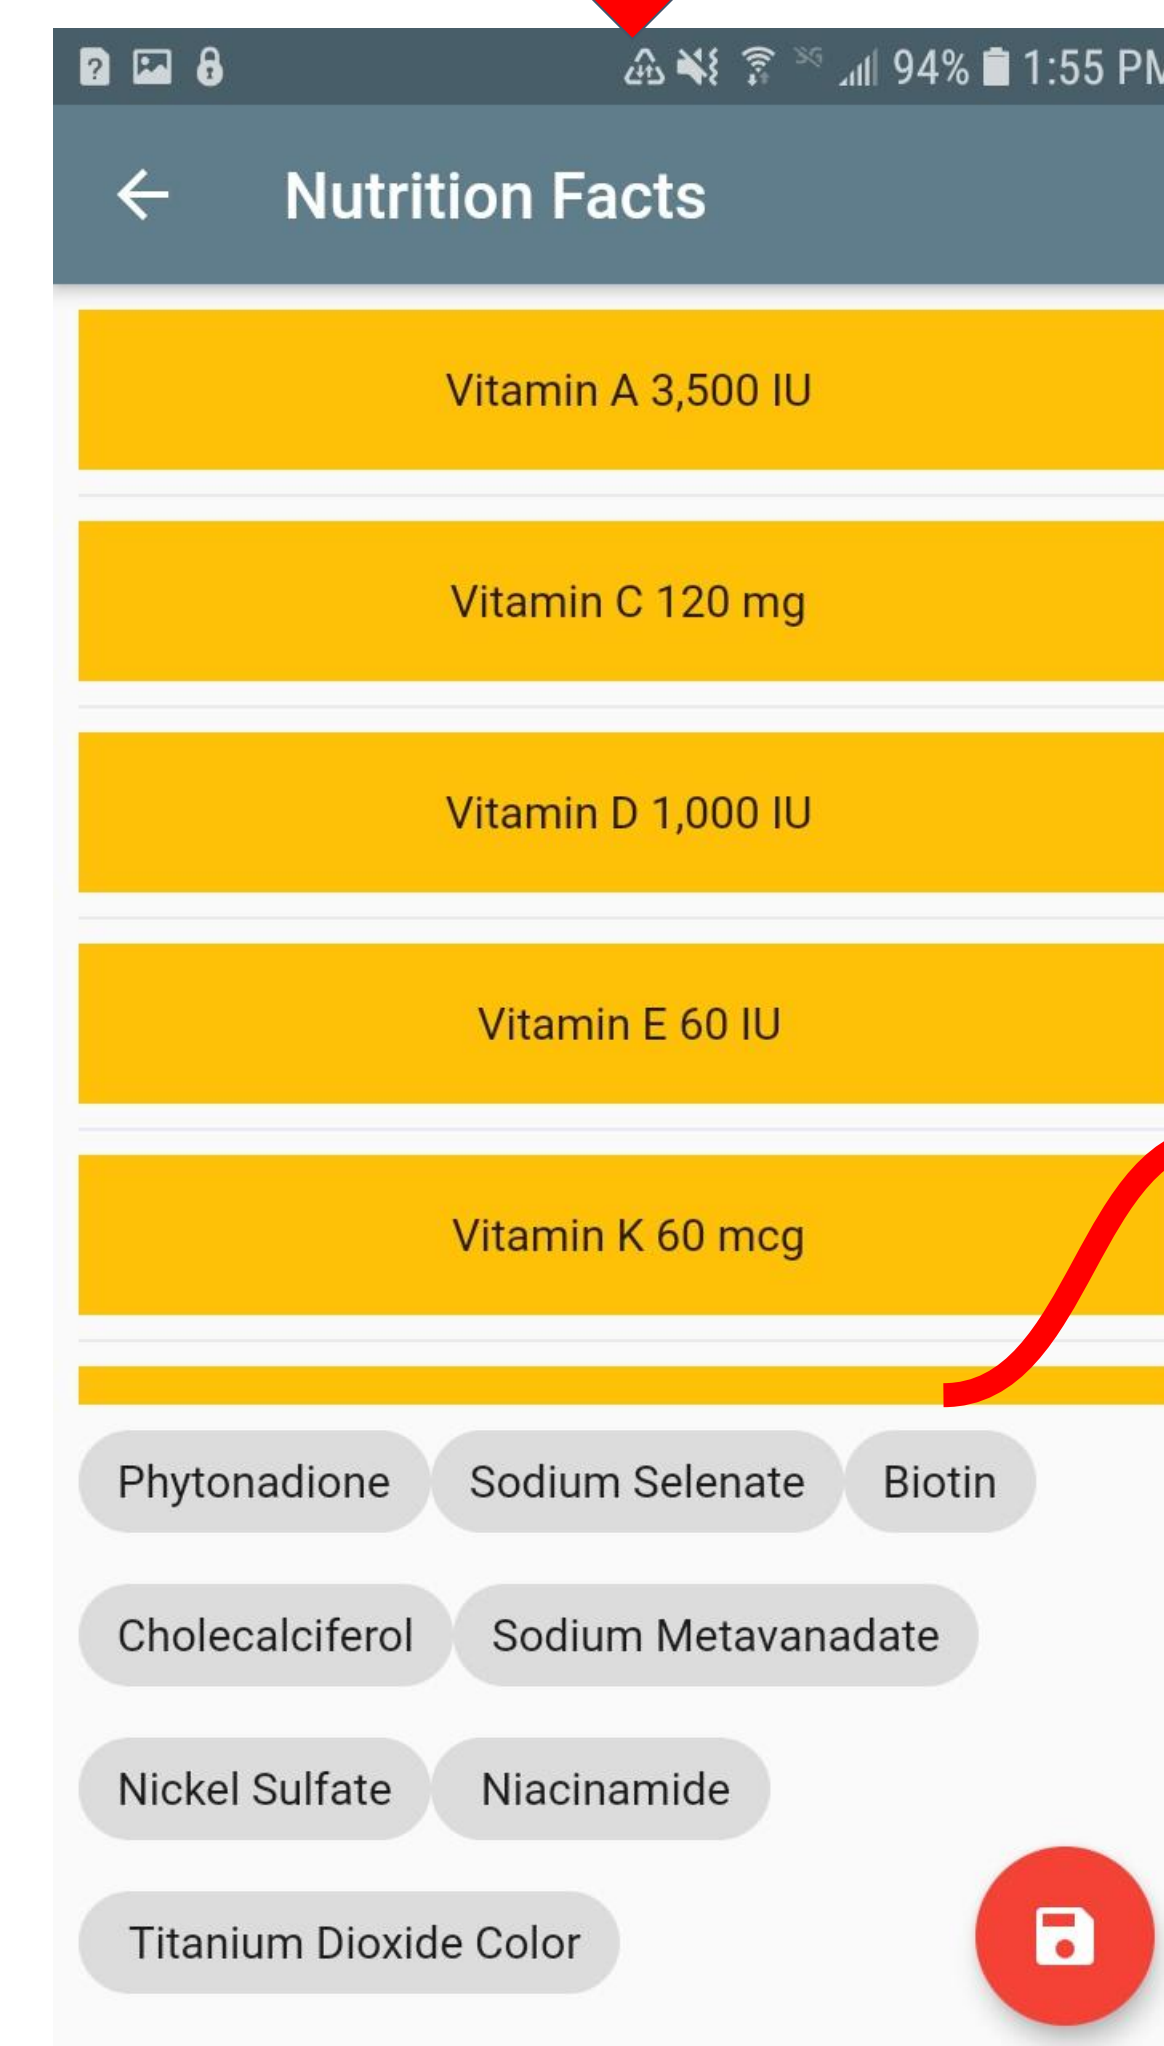 94% 1:55 PM
Nutrition Facts
Vitamin A 3,500 IU
Vitamin C 120 mg
Vitamin D 1,000 IU
Vitamin E 60 IU
Vitamin K 60 mcg
Phytonadione Sodium Selenate Biotin
Cholecalciferol Sodium Metavanadate
Nickel Sulfate Niacinamide
Titanium Dioxide Color